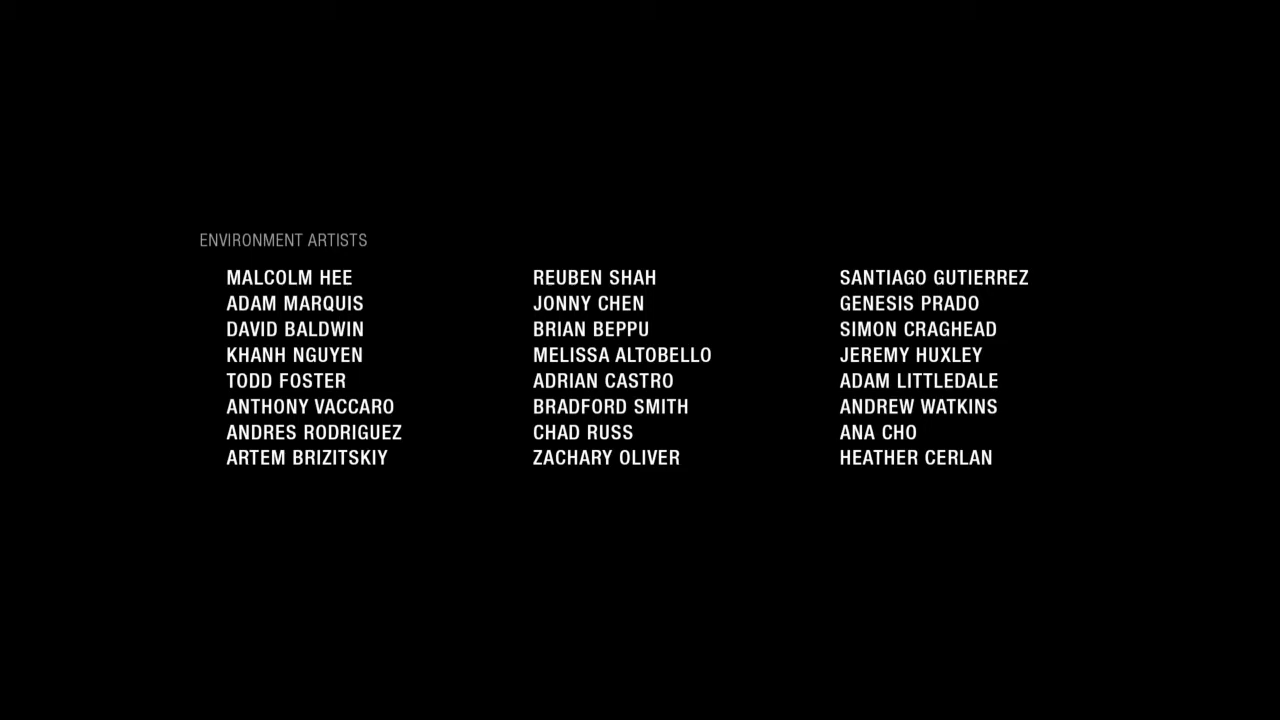 ENVIRONMENT ARTISTS
MALCOLM HEE
ADAM MARQUIS
DAVID BALDWIN
KHANH NGUYEN
TODD FOSTER
ANTHONY VACCARO
ANDRES RODRIGUEZ
ARTEM BRIZITSKIY
REUBEN SHAH
JONNY CHEN
BRIAN BEPPU
MELISSA ALTOBELLO
ADRIAN CASTRO
BRADFORD SMITH
CHAD RUSS
ZACHARY OLIVER
SANTIAGO GUTIERREZ
GENESIS PRADO
SIMON CRAGHEAD
JEREMY HUXLEY
ADAM LITTLEDALE
ANDREW WATKINS
ANA CHO
HEATHER CERLAN